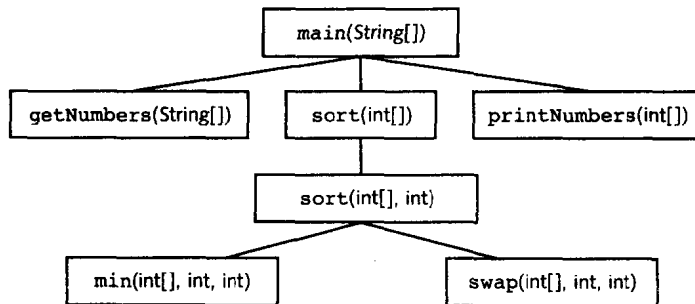 main(String[])
getNumbers(String[])
sort(int[])
printNumbers(int[])
sort(int[], int)
min(int[], int, int)
swap(int[], int, int)